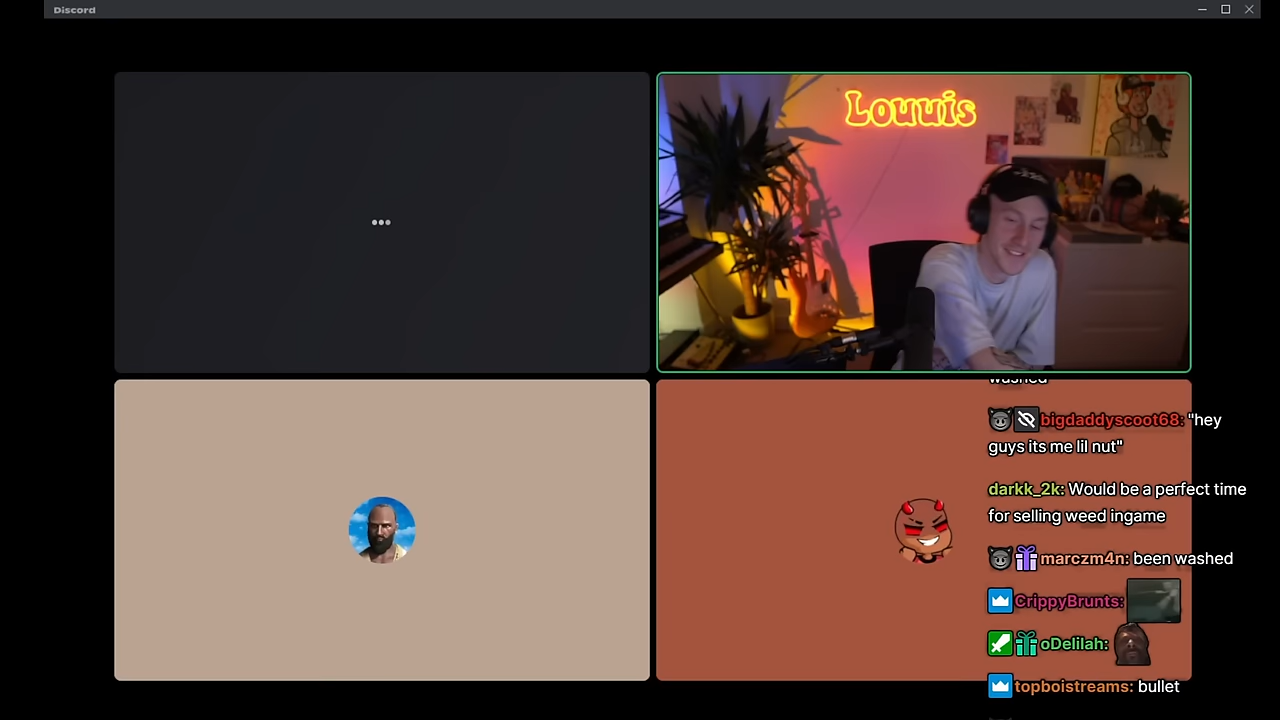 Discord
Louuis
washed
bigdaddyscoot68: "hey
guys its me lil nut"
darkk_2k: Would be a perfect time
for selling weed ingame
marczm4n: been washed
CrippyBrunts:
oDelilah:
topboistreams: bullet